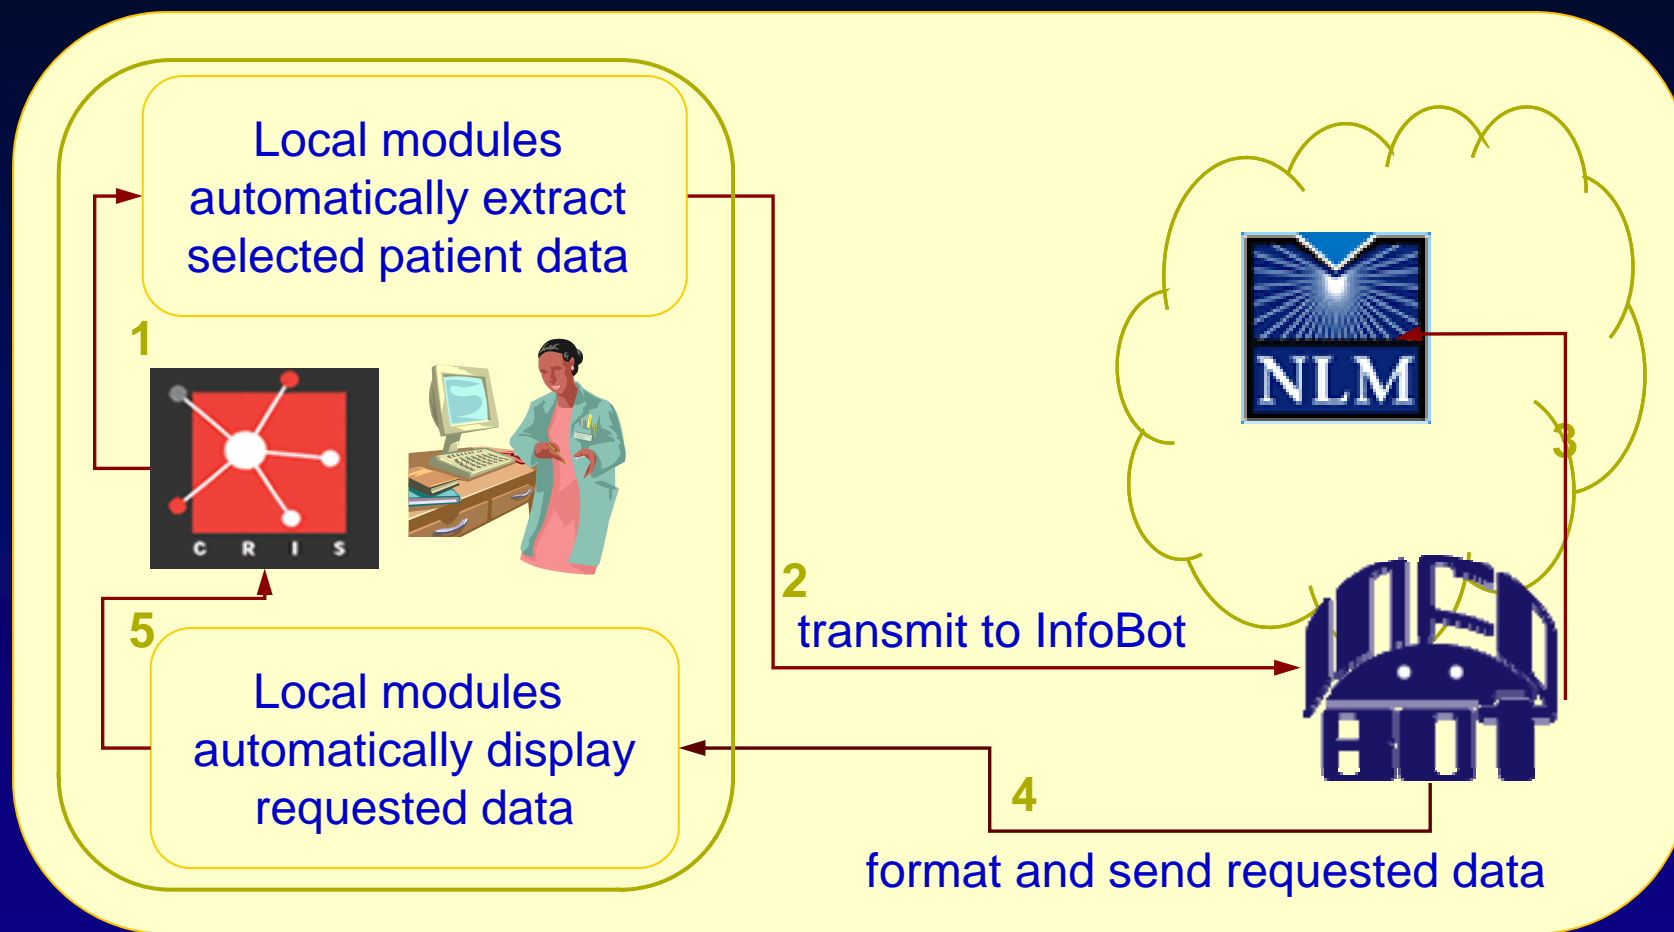 Local modules
automatically extract
selected patient data
1
CRIS
NLM
3
2
transmit to InfoBot
5
Local modules
automatically display
requested data
4
format and send requested data